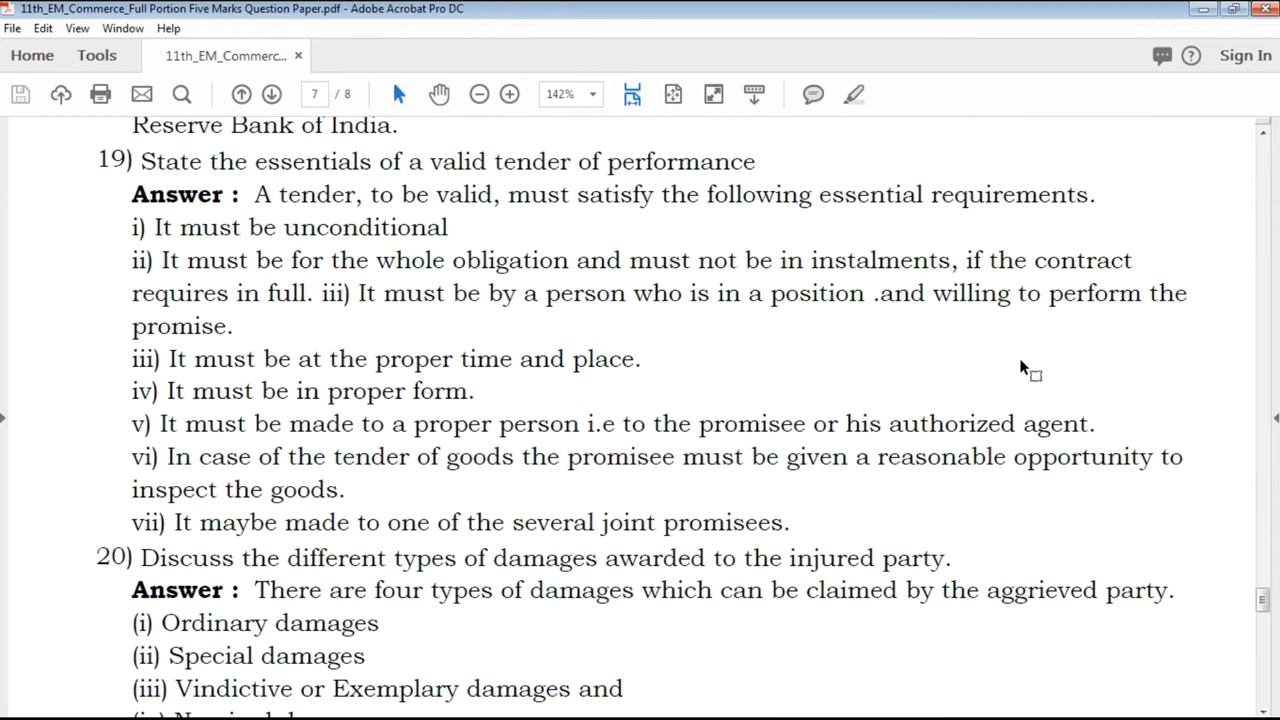 11th_EM_Commerce_Full Portion Five Marks Question Paper.pdf - Adobe Acrobat Pro DC
File Edit View Window Help
Home Tools 11th_EM_Commerc... × Sign In
7 / 8 142%
Reserve Bank of India.
19) State the essentials of a valid tender of performance
Answer : A tender, to be valid, must satisfy the following essential requirements.
i) It must be unconditional
ii) It must be for the whole obligation and must not be in instalments, if the contract
requires in full. iii) It must be by a person who is in a position .and willing to perform the
promise.
iii) It must be at the proper time and place.
iv) It must be in proper form.
v) It must be made to a proper person i.e to the promisee or his authorized agent.
vi) In case of the tender of goods the promisee must be given a reasonable opportunity to
inspect the goods.
vii) It maybe made to one of the several joint promisees.
20) Discuss the different types of damages awarded to the injured party.
Answer : There are four types of damages which can be claimed by the aggrieved party.
(i) Ordinary damages
(ii) Special damages
(iii) Vindictive or Exemplary damages and